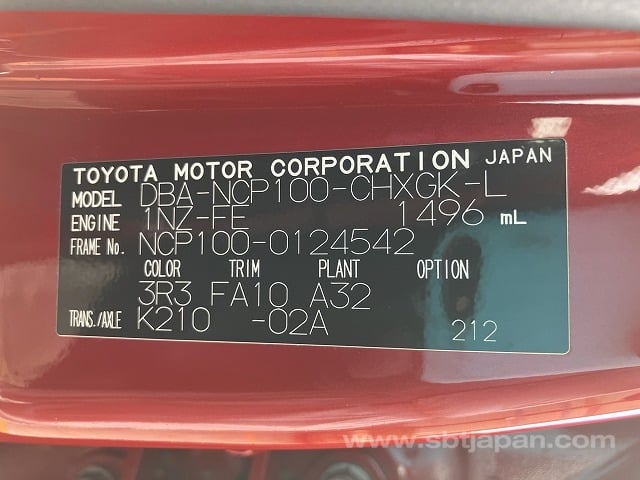 TOYOTA MOTOR CORPORATION JAPAN
MODEL DBA-NCP100-CHXGK-L
ENGINE 1NZ-FE 1496 mL
FRAME No. NCP100-0124542
COLOR TRIM PLANT OPTION
3R3 FA10 A32
TRANS./AXLE K210 -02A 212
www.sbtjapan.com